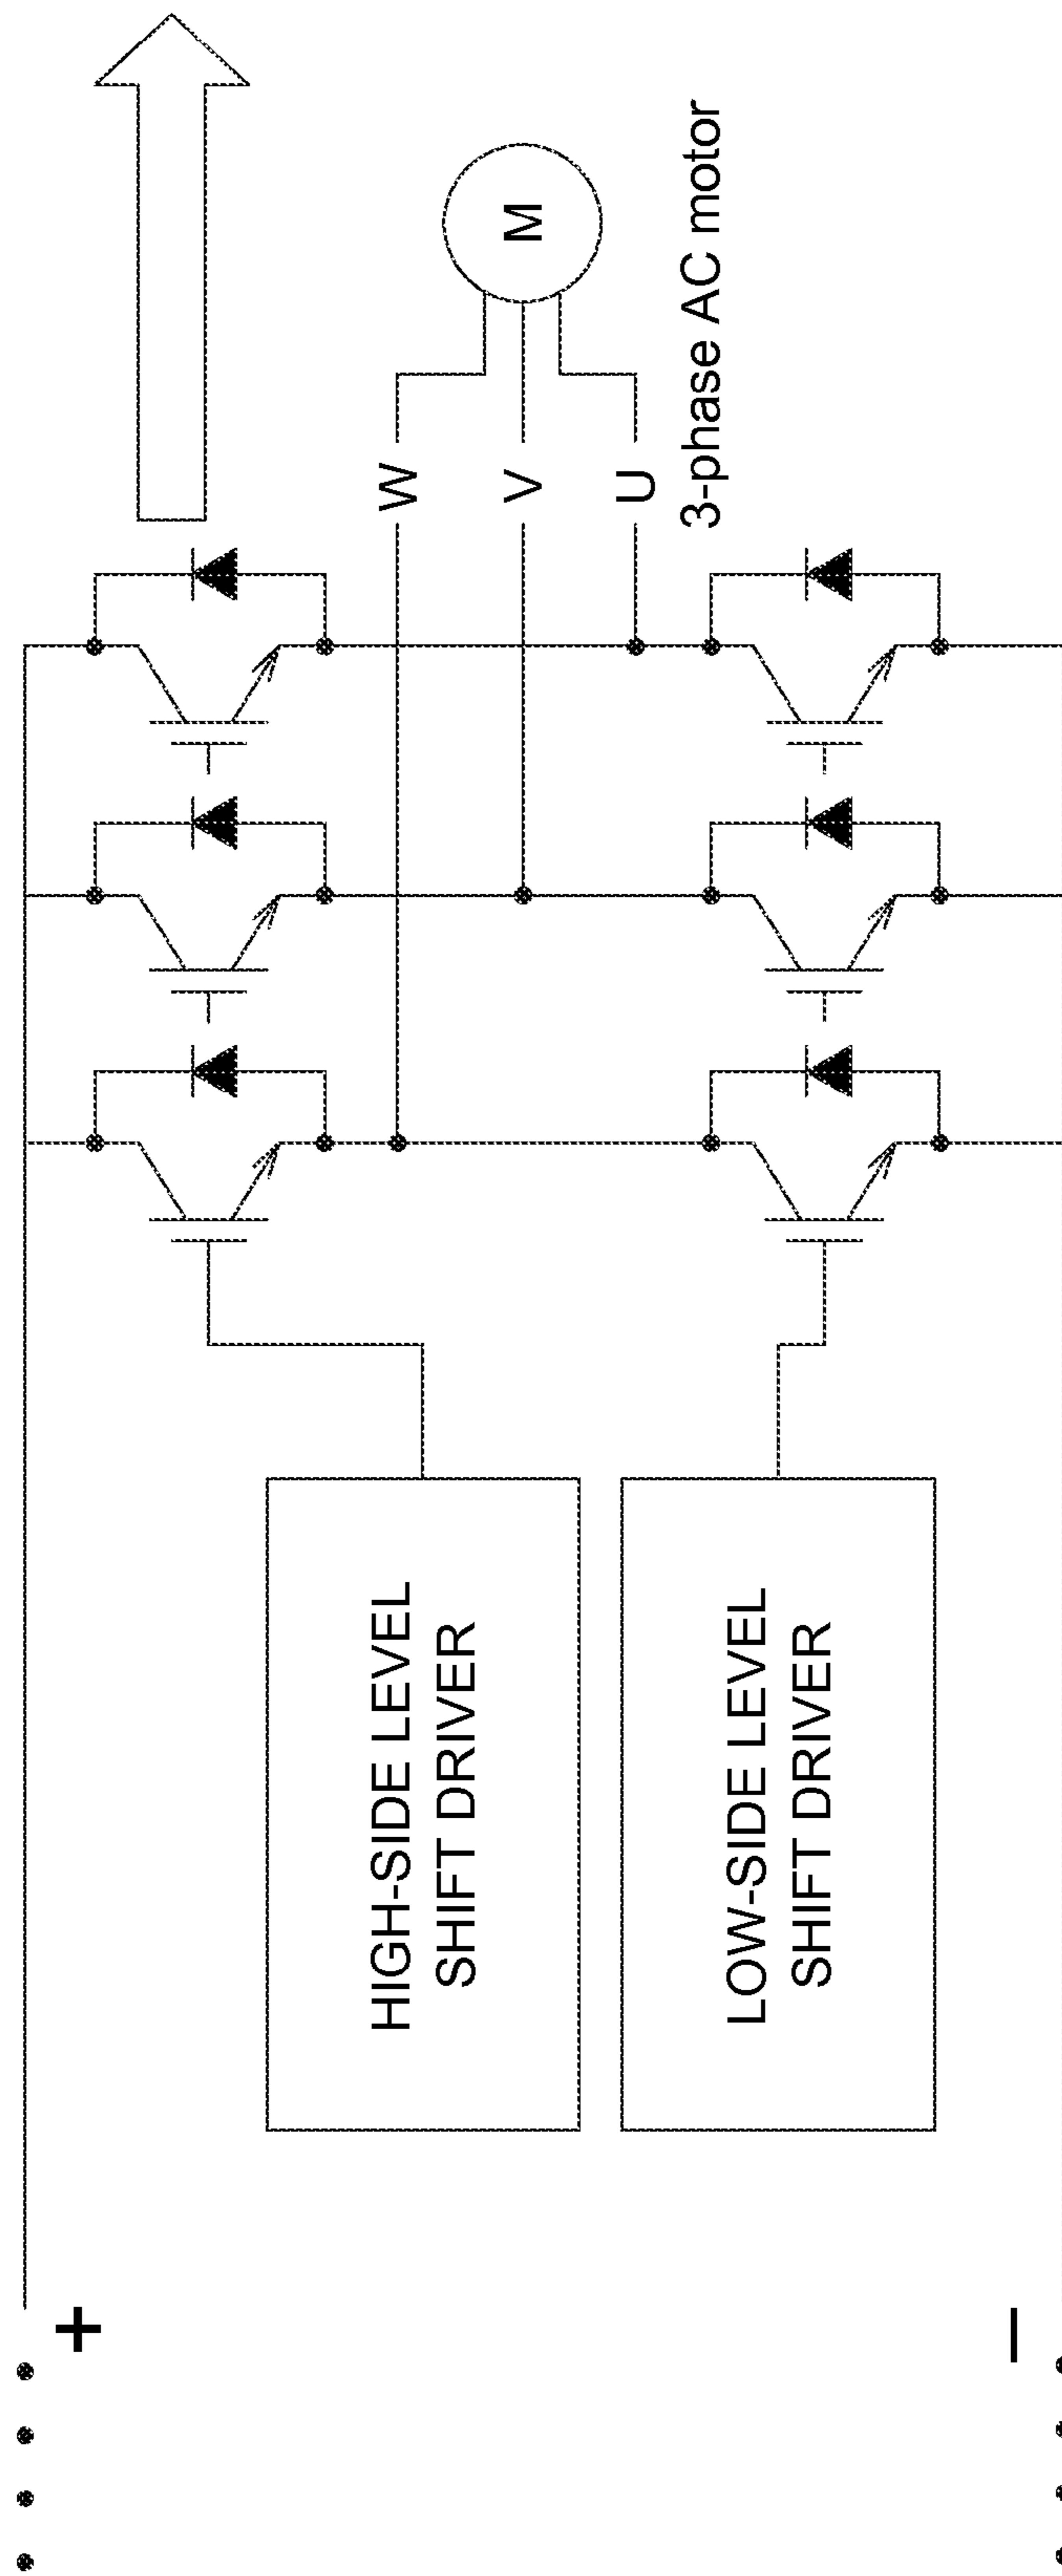 +
HIGH-SIDE LEVEL
SHIFT DRIVER
LOW-SIDE LEVEL
SHIFT DRIVER
–
W
V
U
M
3-phase AC motor